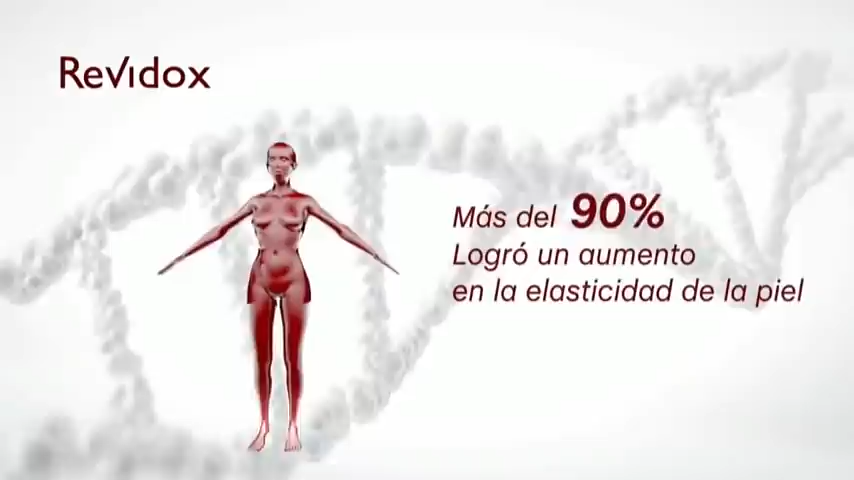 Revidox
Más del 90%
Logró un aumento
en la elasticidad de la piel